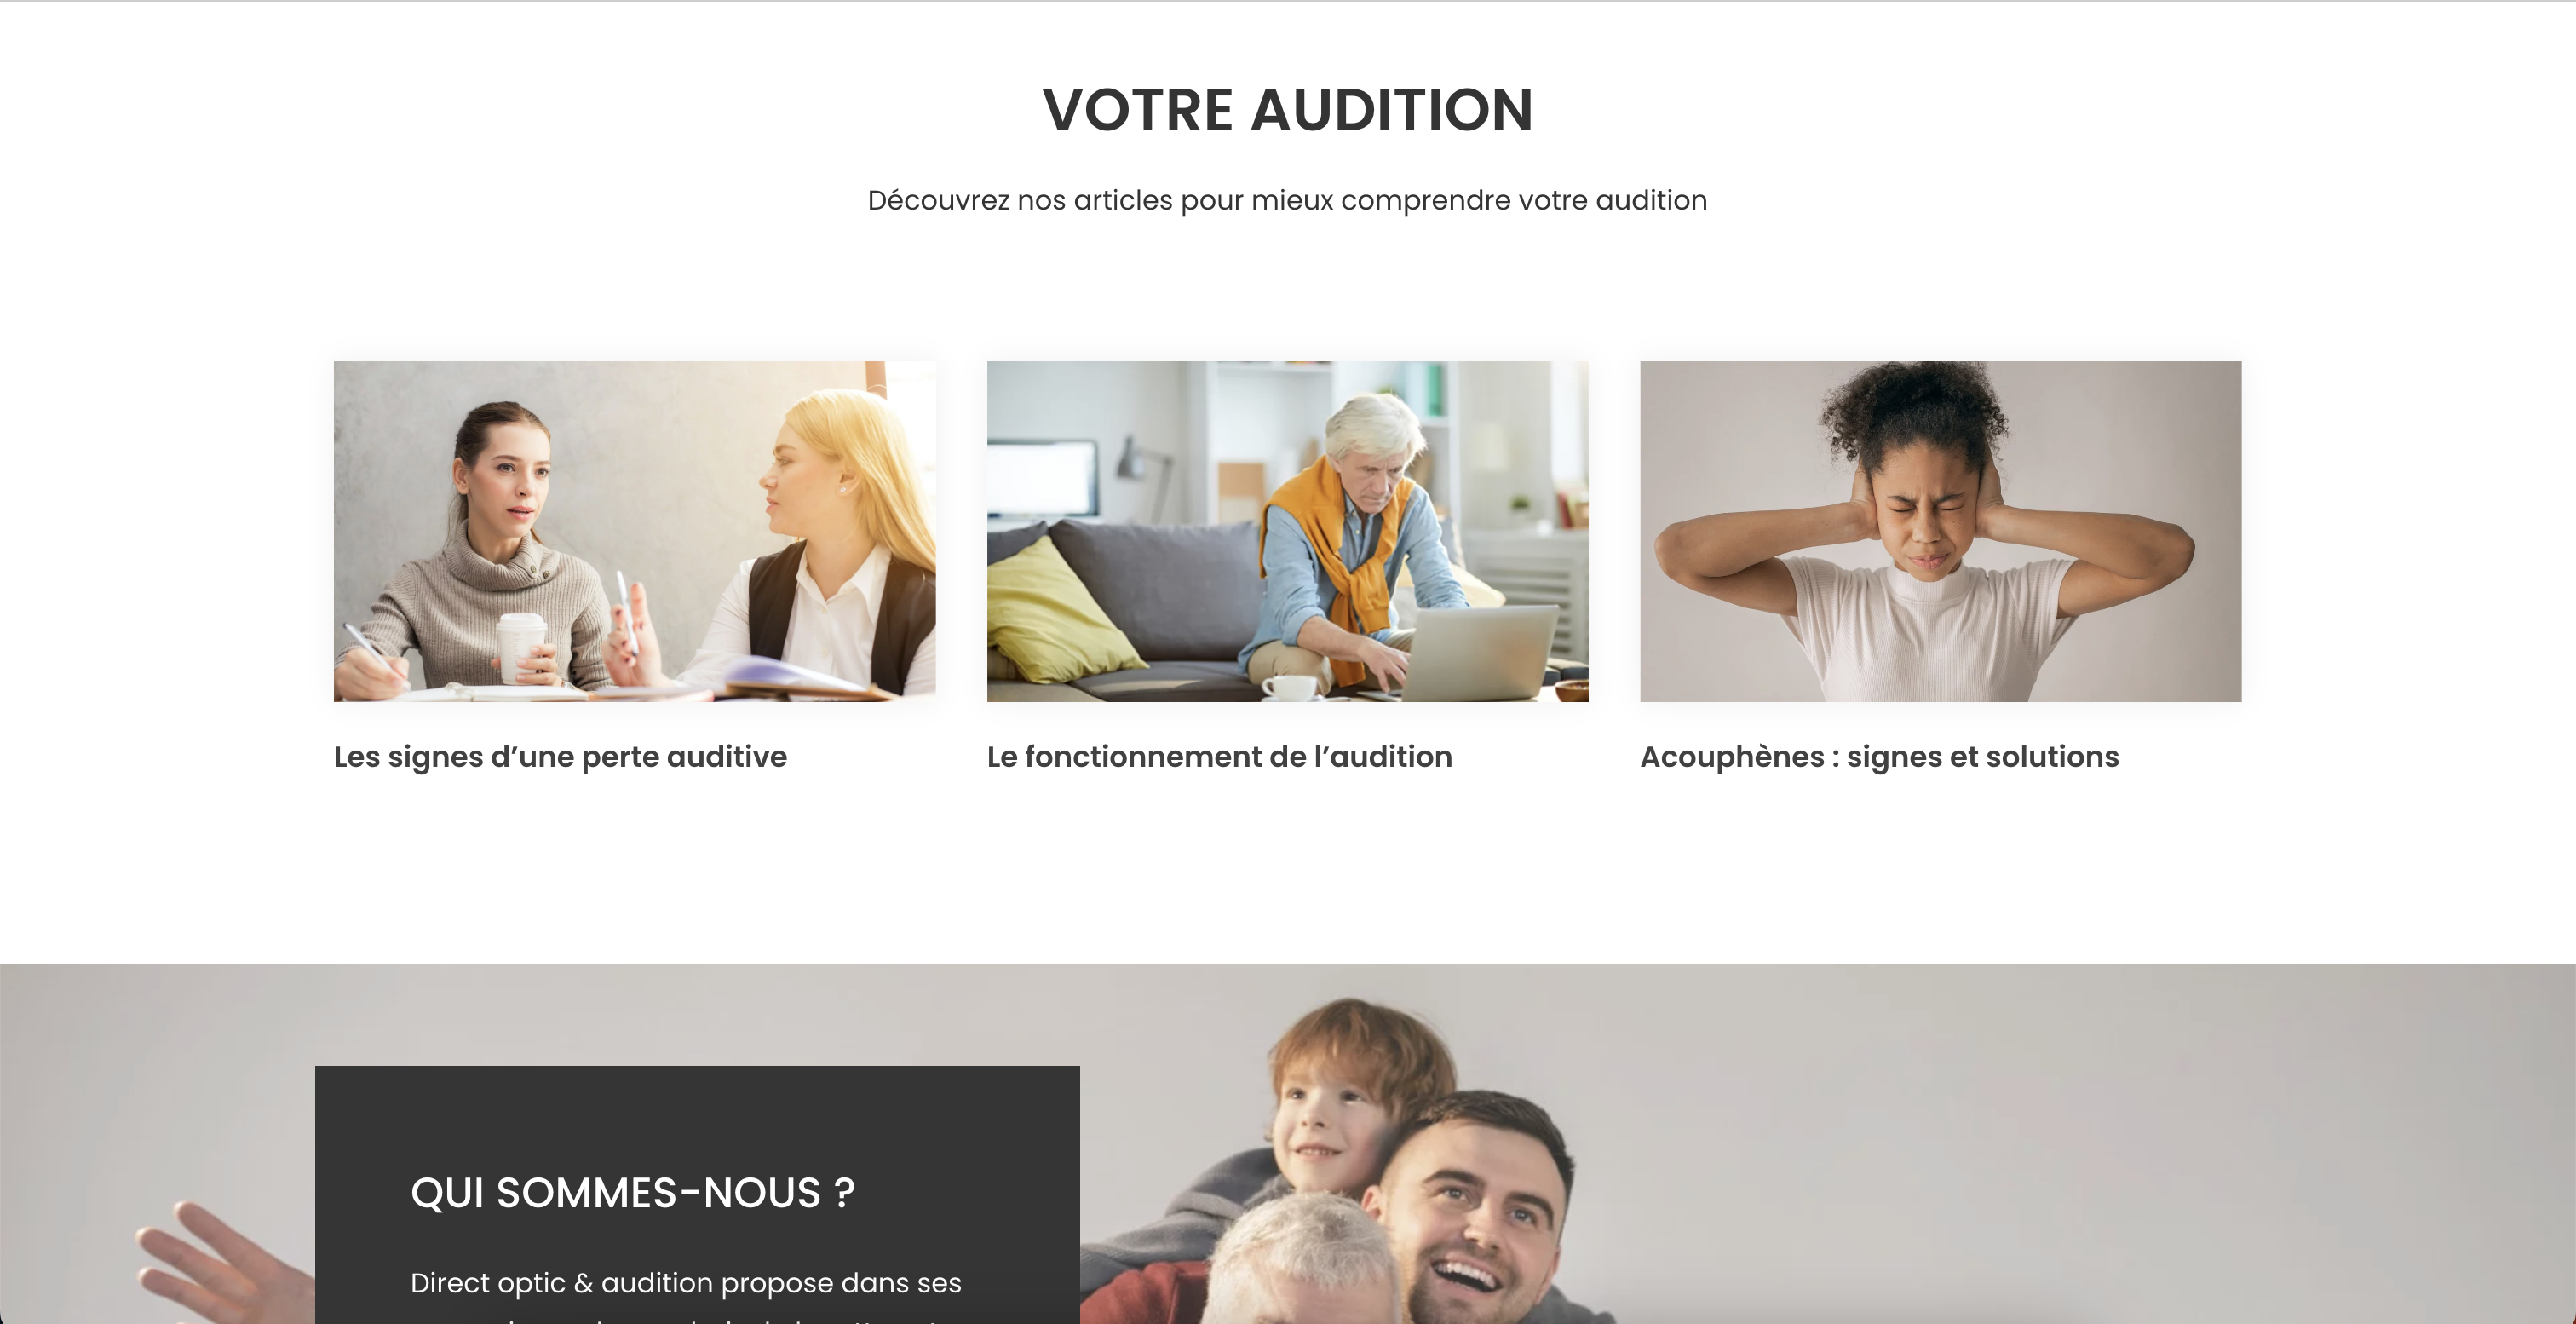 VOTRE AUDITION
Découvrez nos articles pour mieux comprendre votre audition
Les signes d’une perte auditive
Le fonctionnement de l’audition
Acouphènes : signes et solutions
QUI SOMMES-NOUS ?
Direct optic & audition propose dans ses